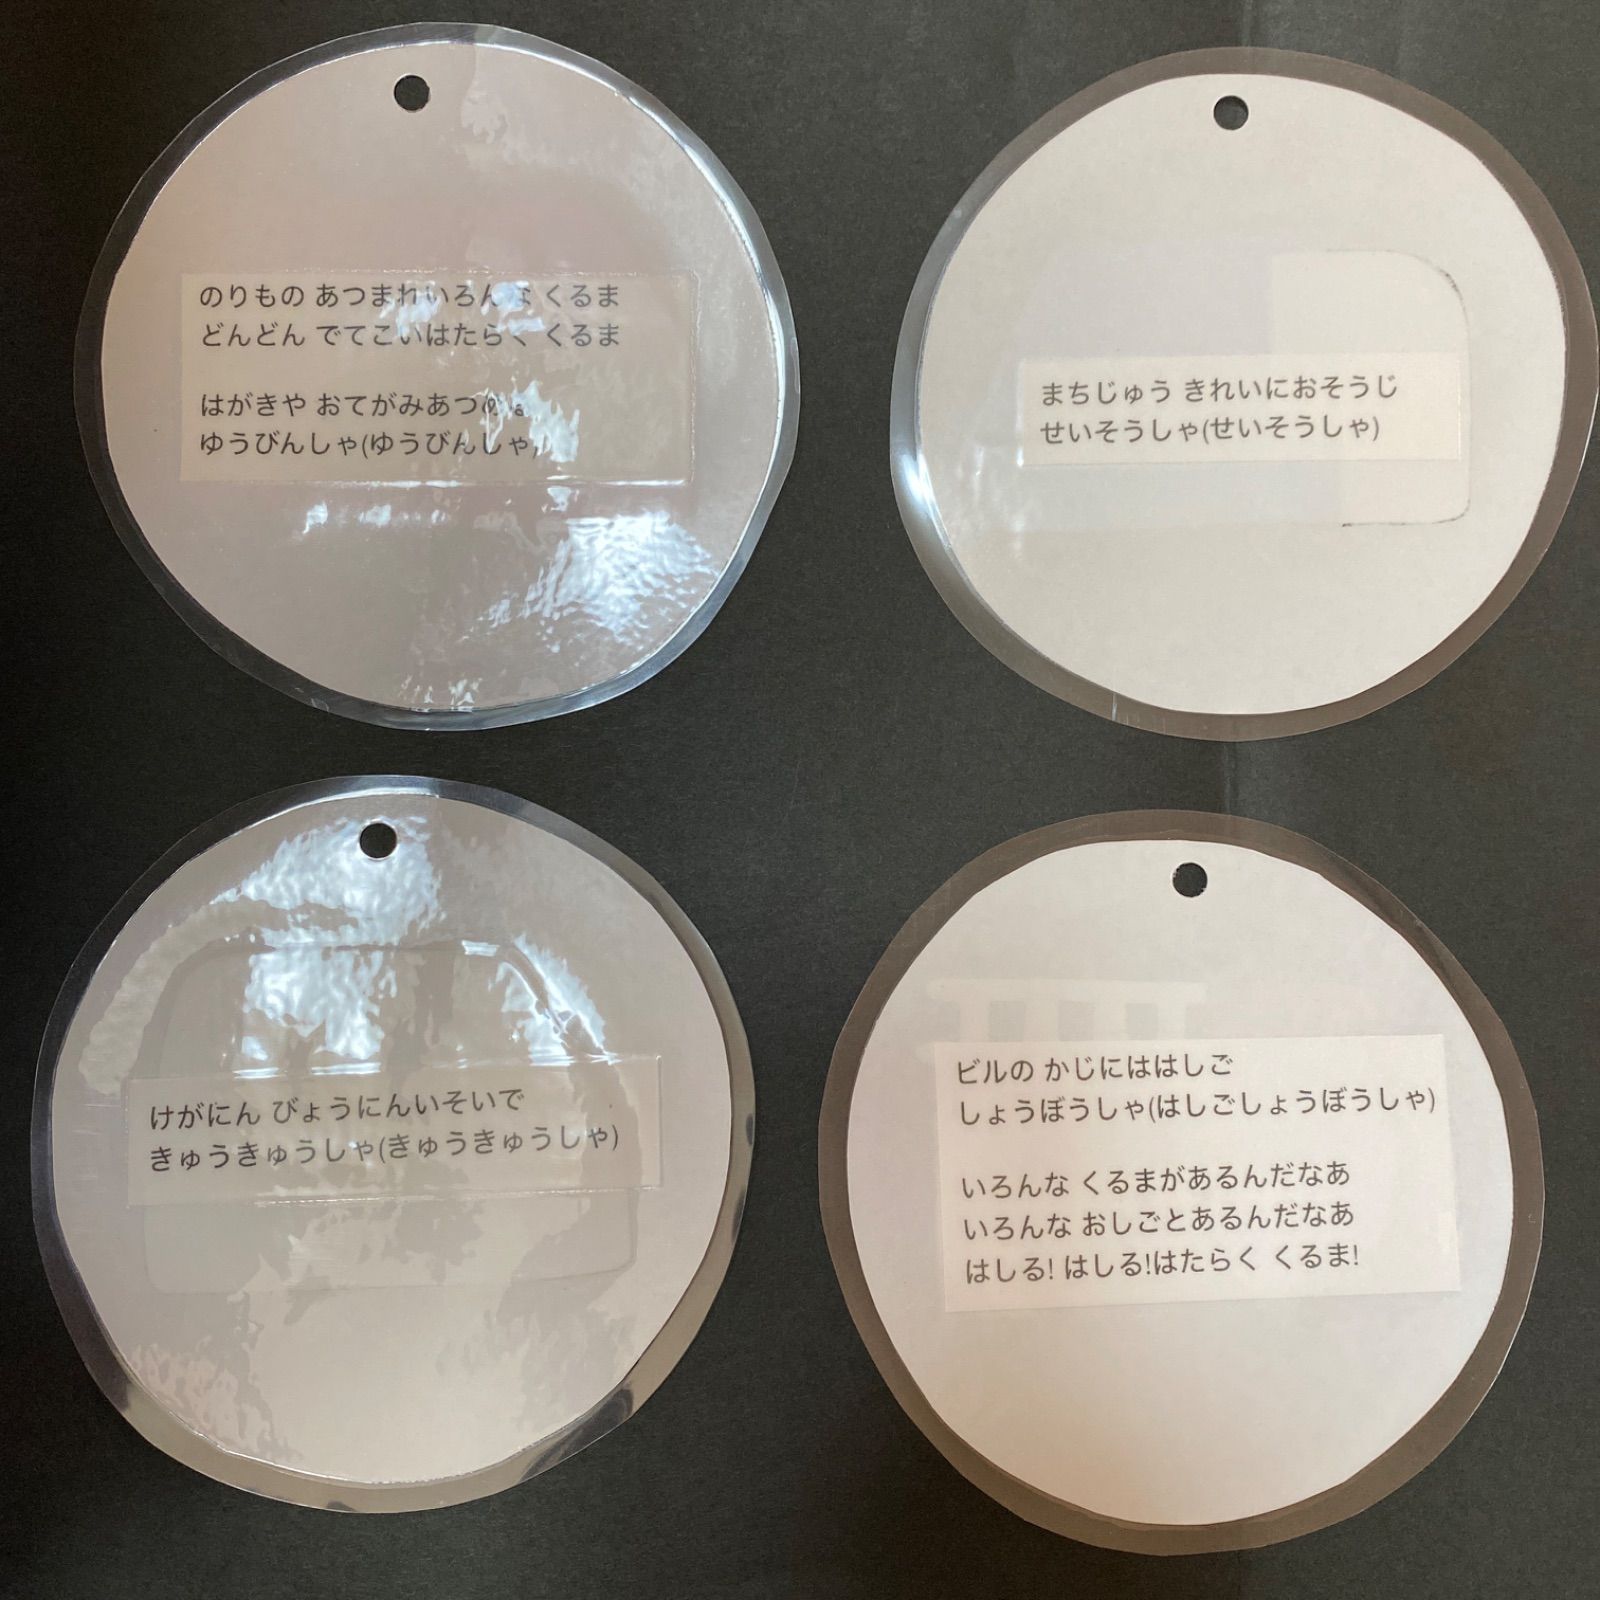 のりもの あつまれいろんな くるま
どんどん でてこいはたらく くるま
はがきや おてがみあつめる
ゆうびんしゃ(ゆうびんしゃ)
まちじゅう きれいにおそうじ
せいそうしゃ(せいそうしゃ)
けがにん びょうにんいそいで
きゅうきゅうしゃ(きゅうきゅうしゃ)
ビルの かじにははしご
しょうぼうしゃ(はしごしょうぼうしゃ)
いろんな くるまがあるんだなあ
いろんな おしごとあるんだなあ
はしる! はしる!はたらく くるま!